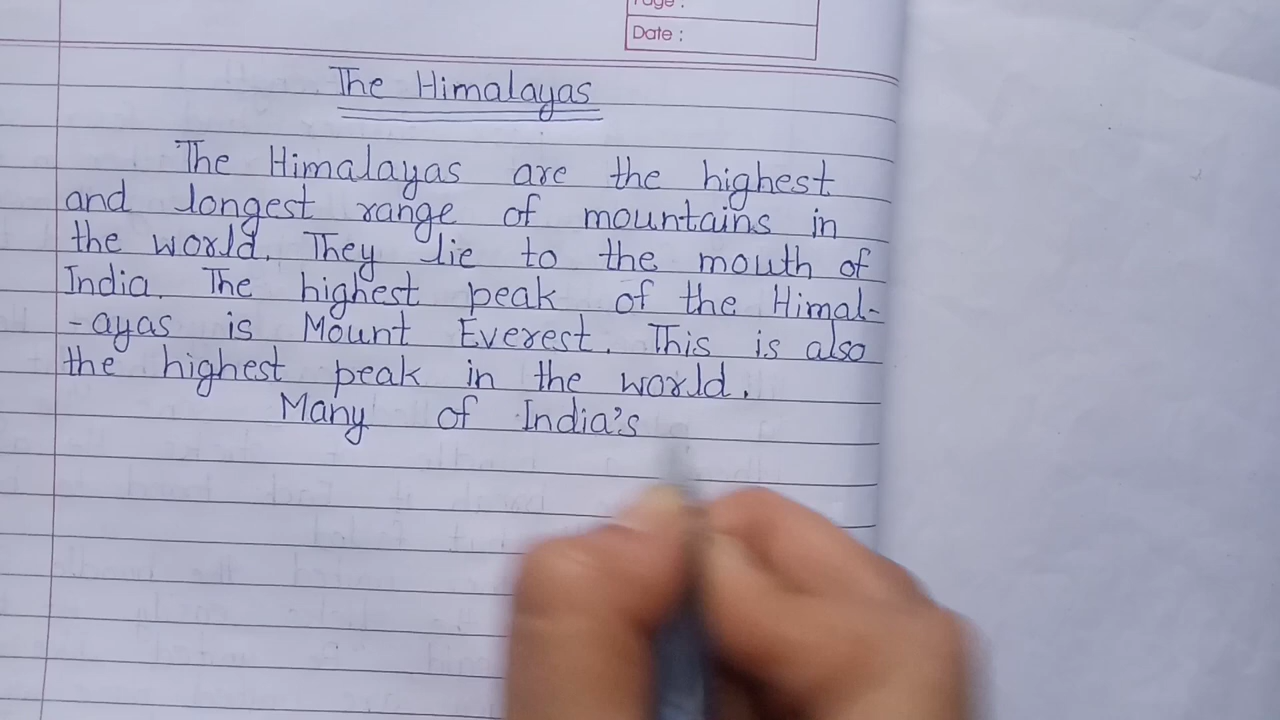 Page :
Date :
The Himalayas
The Himalayas are the highest
and longest range of mountains in
the world. They lie to the mouth of
India. The highest peak of the Himal-
-ayas is Mount Everest. This is also
the highest peak in the world.
Many of India's